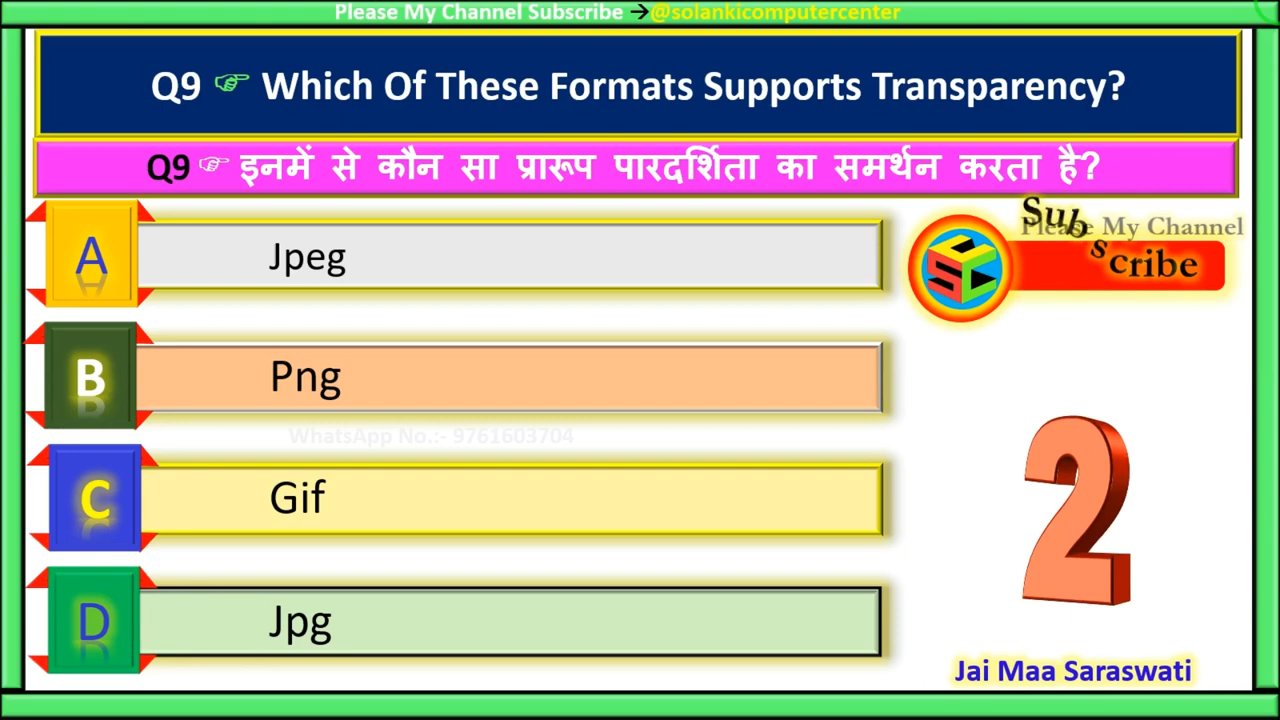 Please My Channel Subscribe →@solankicomputercenter
Q9 ☞ Which Of These Formats Supports Transparency?
Q9 ☞ इनमें से कौन सा प्रारूप पारदर्शिता का समर्थन करता है?
A Jpeg
Subscribe
Please My Channel
SCC
B Png
WhatsApp No.:- 9761603704
C Gif
2
D Jpg
Jai Maa Saraswati